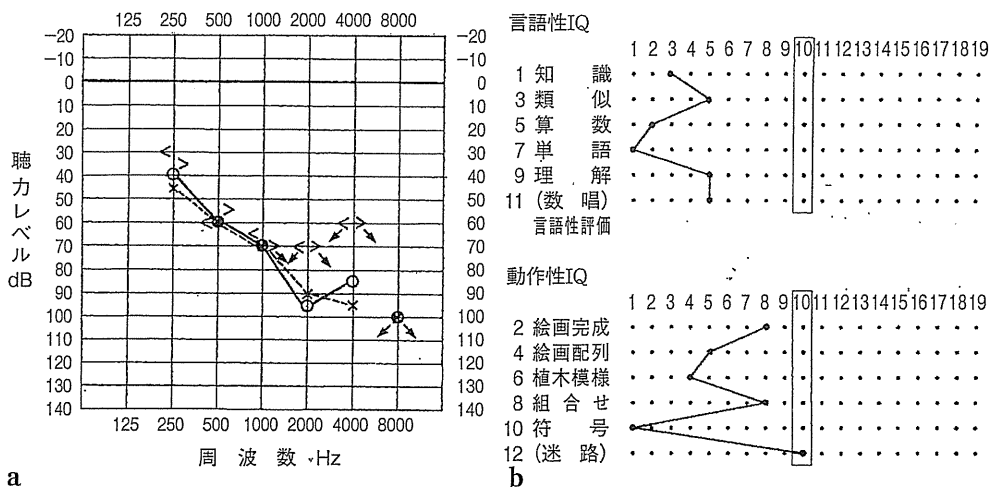 125 250 500 1000 2000 4000 8000
-20 -20
-10 -10
0 0
10 10
20 20
30 30
40 40
50 50
60 60
70 70
80 80
90 90
100 100
110 110
120 120
130 130
140 140
聴力レベル dB
125 250 500 1000 2000 4000 8000
周波数 Hz
a
言語性IQ
1 2 3 4 5 6 7 8 9 10 11 12 13 14 15 16 17 18 19
1 知識
3 類似
5 算数
7 単語
9 理解
11 (数唱)
言語性評価
動作性IQ
1 2 3 4 5 6 7 8 9 10 11 12 13 14 15 16 17 18 19
2 絵画完成
4 絵画配列
6 植木模様
8 組合せ
10 符号
12 (迷路)
b